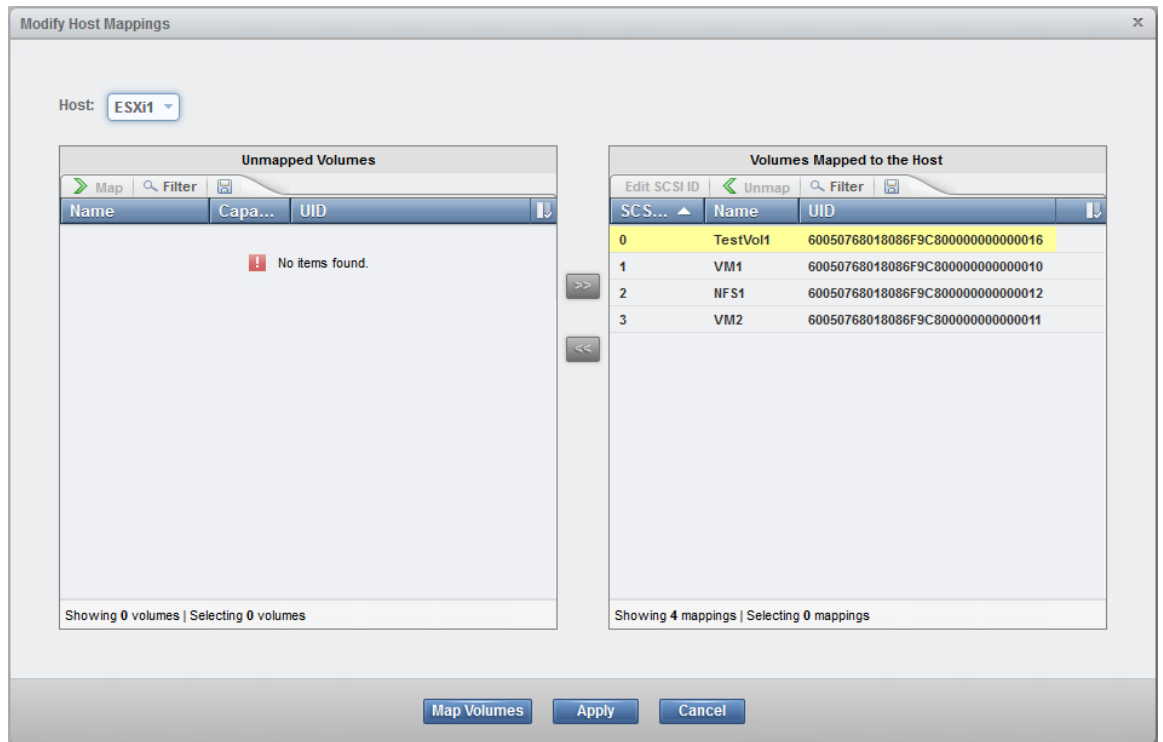 Modify Host Mappings x
Host: ESXi1
Unmapped Volumes
Map Filter
Name Capa... UID
! No items found.
Showing 0 volumes | Selecting 0 volumes
>>
<<
Volumes Mapped to the Host
Edit SCSI ID Unmap Filter
SCS... Name UID
0 TestVol1 60050768018086F9C800000000000016
1 VM1 60050768018086F9C800000000000010
2 NFS1 60050768018086F9C800000000000012
3 VM2 60050768018086F9C800000000000011
Showing 4 mappings | Selecting 0 mappings
Map Volumes Apply Cancel